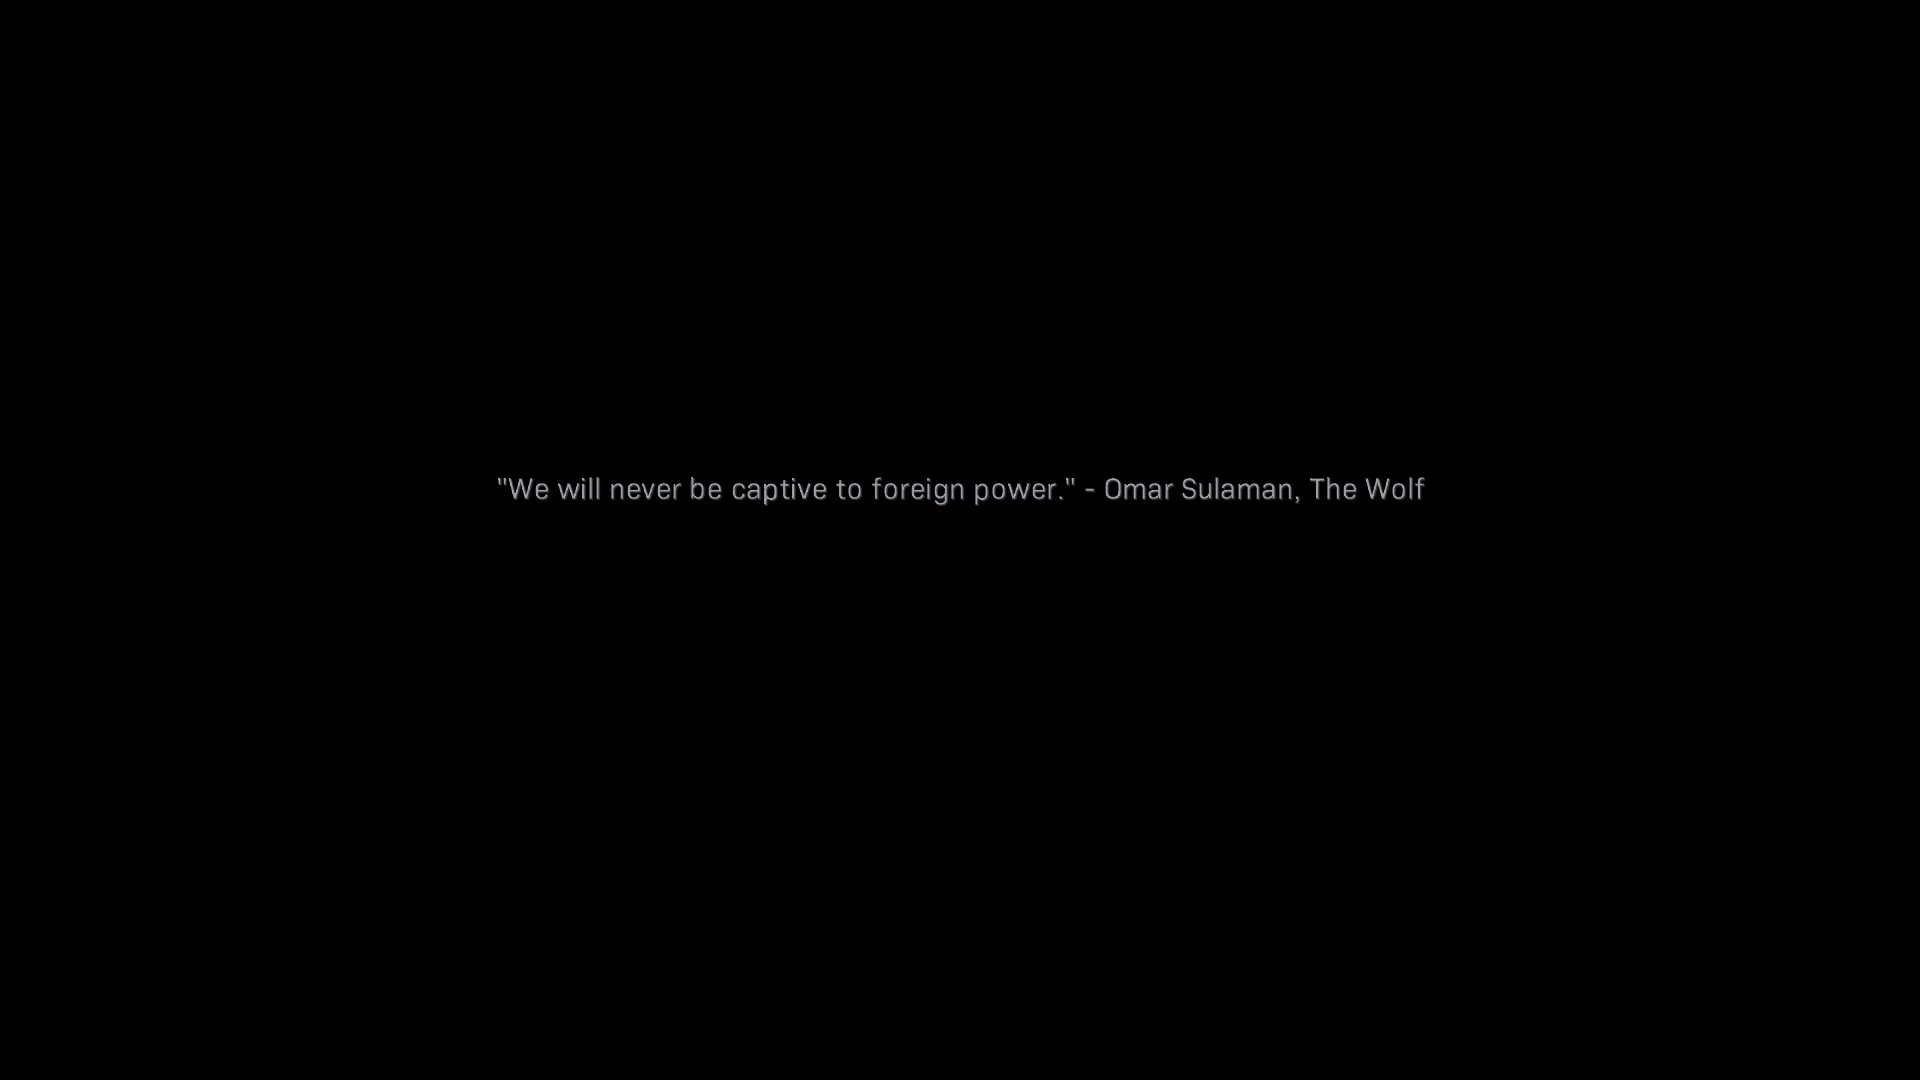 "We will never be captive to foreign power." - Omar Sulaman, The Wolf